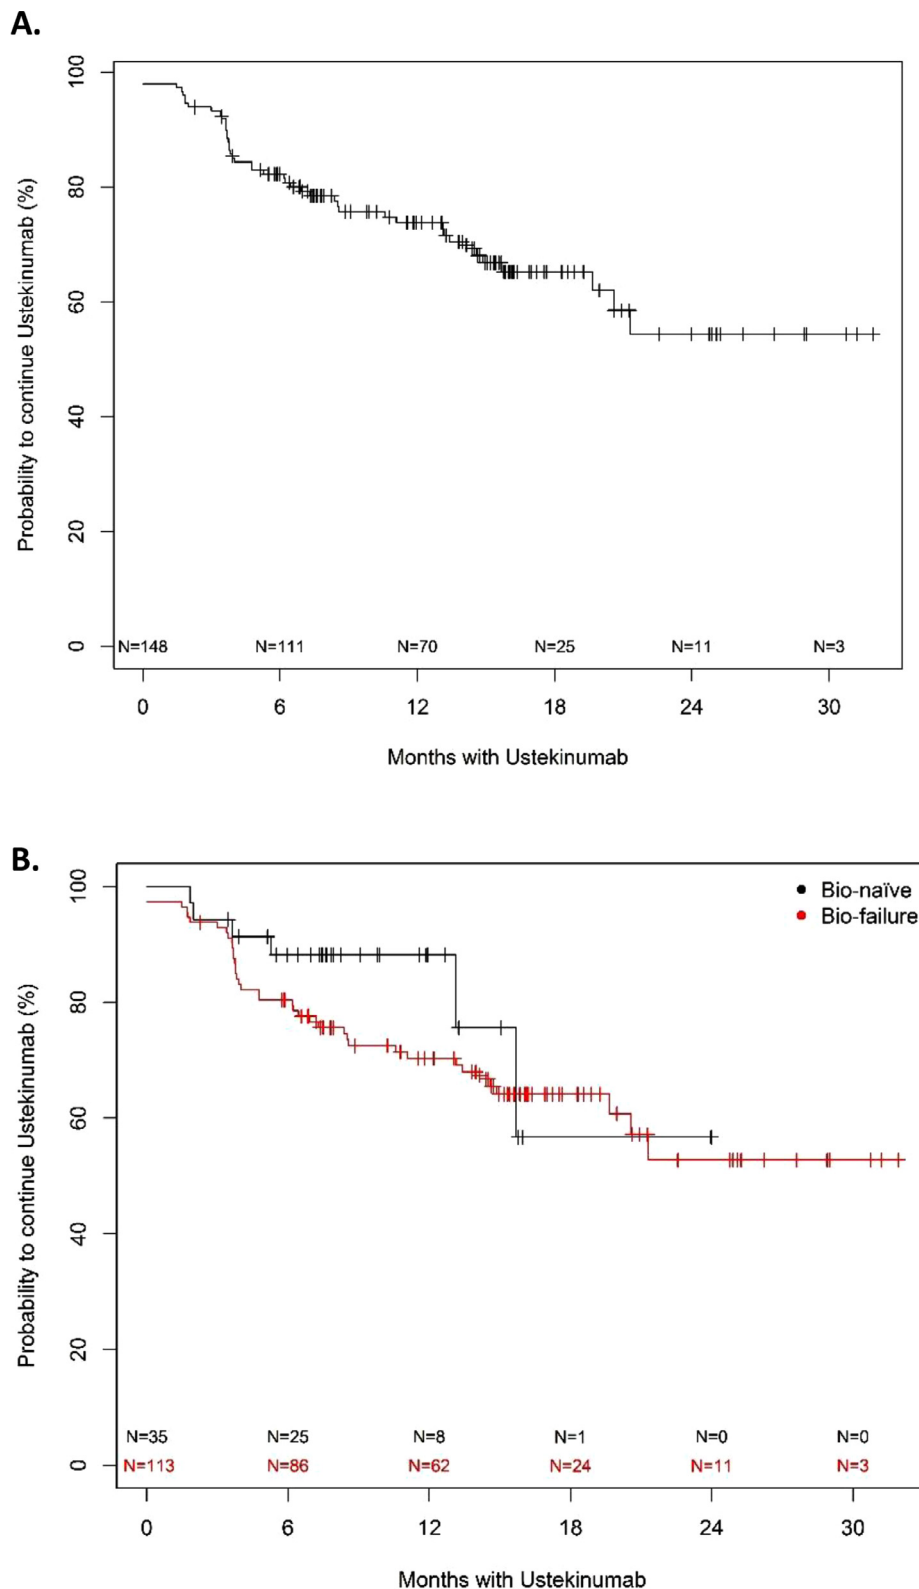 A.
Probability to continue Ustekinumab (%)
100
80
60
40
20
0
N=148 N=111 N=70 N=25 N=11 N=3
0 6 12 18 24 30
Months with Ustekinumab
B.
Bio-naïve
Bio-failure
Probability to continue Ustekinumab (%)
100
80
60
40
20
0
N=35 N=25 N=8 N=1 N=0 N=0
N=113 N=86 N=62 N=24 N=11 N=3
0 6 12 18 24 30
Months with Ustekinumab